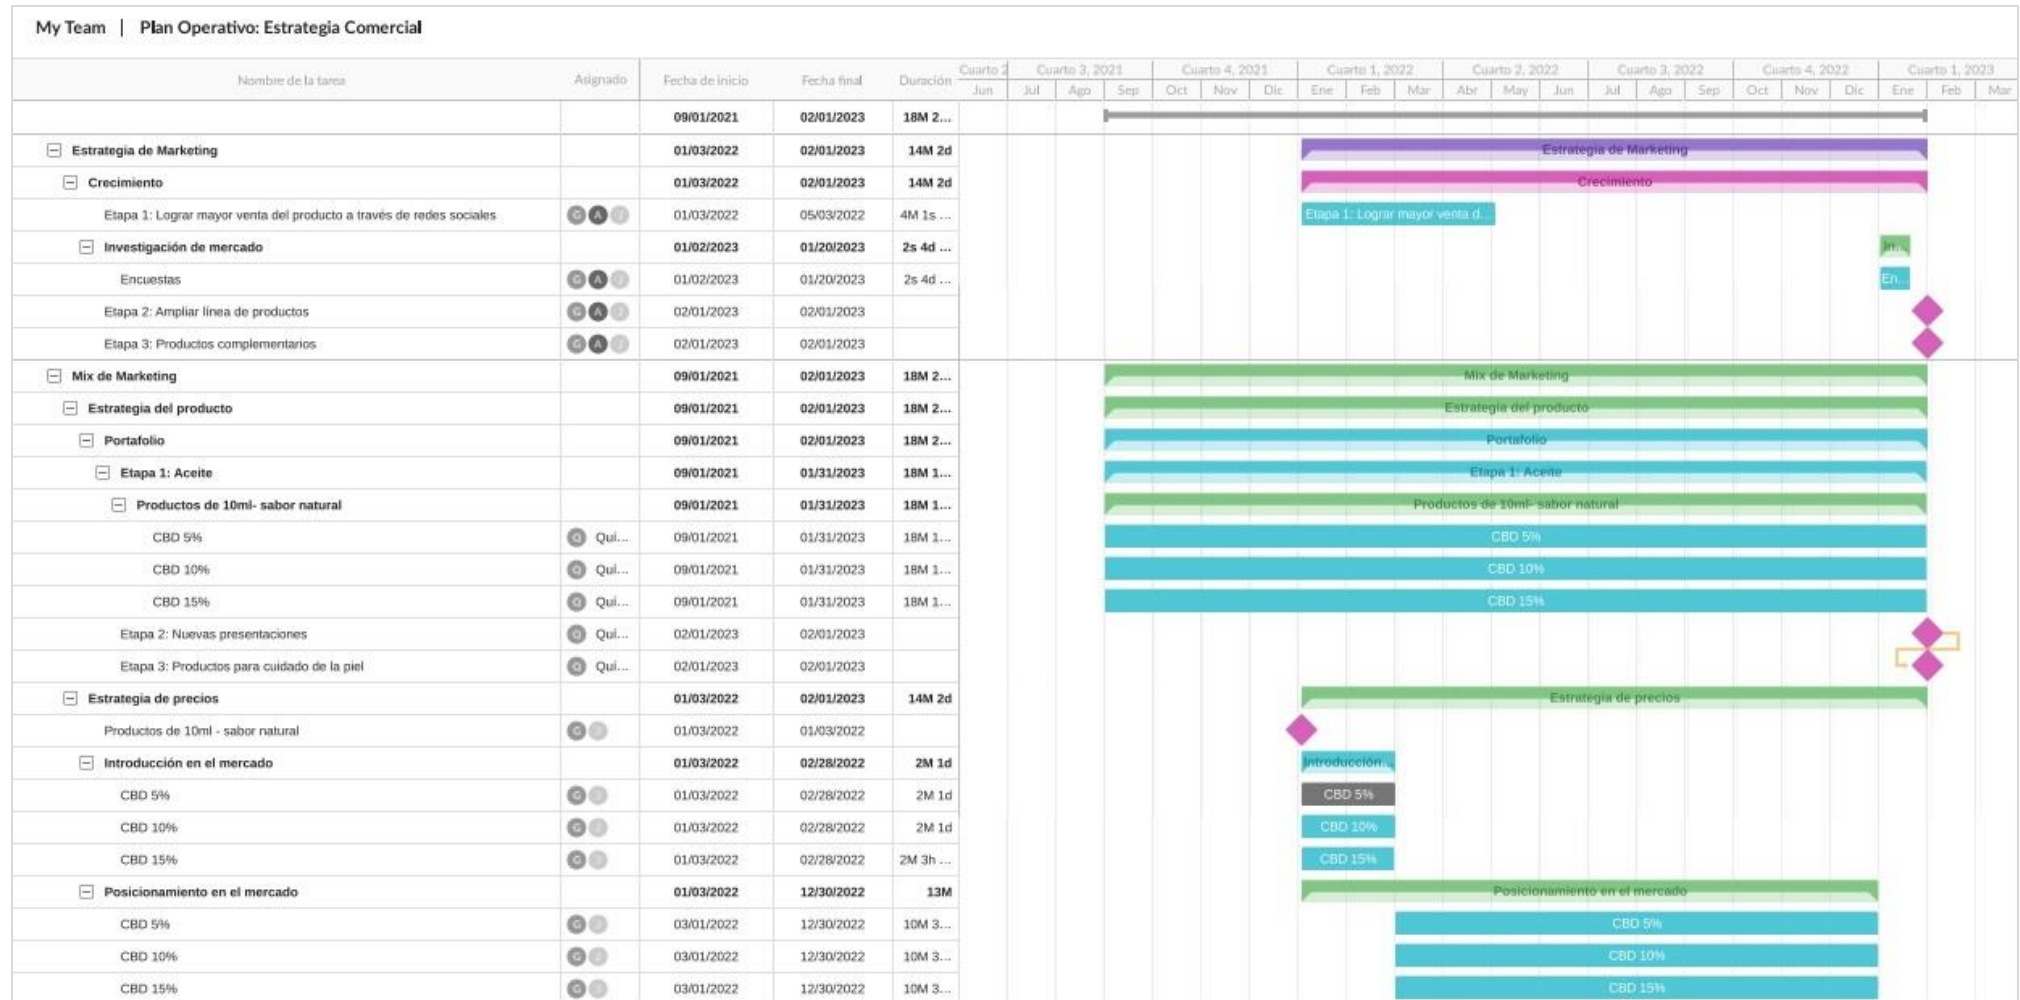 My Team | Plan Operativo: Estrategia Comercial
Nombre de la tarea Asignado Fecha de inicio Fecha final Duración Cuarto 2 Cuarto 3, 2021 Cuarto 4, 2021 Cuarto 1, 2022 Cuarto 2, 2022 Cuarto 3, 2022 Cuarto 4, 2022 Cuarto 1, 2023
Jun Jul Ago Sep Oct Nov Dic Ene Feb Mar Abr May Jun Jul Ago Sep Oct Nov Dic Ene Feb Mar
09/01/2021 02/01/2023 18M 2...
Estrategia de Marketing 01/03/2022 02/01/2023 14M 2d Estrategia de Marketing
Crecimiento 01/03/2022 02/01/2023 14M 2d Crecimiento
Etapa 1: Lograr mayor venta del producto a través de redes sociales G A J 01/03/2022 05/03/2022 4M 1s ... Etapa 1: Lograr mayor venta d...
Investigación de mercado 01/02/2023 01/20/2023 2s 4d ... In...
Encuestas G A J 01/02/2023 01/20/2023 2s 4d ... En...
Etapa 2: Ampliar línea de productos G A J 02/01/2023 02/01/2023
Etapa 3: Productos complementarios G A J 02/01/2023 02/01/2023
Mix de Marketing 09/01/2021 02/01/2023 18M 2... Mix de Marketing
Estrategia del producto 09/01/2021 02/01/2023 18M 2... Estrategia del producto
Portafolio 09/01/2021 02/01/2023 18M 2... Portafolio
Etapa 1: Aceite 09/01/2021 01/31/2023 18M 1... Etapa 1: Aceite
Productos de 10ml- sabor natural 09/01/2021 01/31/2023 18M 1... Productos de 10ml- sabor natural
CBD 5% Q Qui... 09/01/2021 01/31/2023 18M 1... CBD 5%
CBD 10% Q Qui... 09/01/2021 01/31/2023 18M 1... CBD 10%
CBD 15% Q Qui... 09/01/2021 01/31/2023 18M 1... CBD 15%
Etapa 2: Nuevas presentaciones Q Qui... 02/01/2023 02/01/2023
Etapa 3: Productos para cuidado de la piel Q Qui... 02/01/2023 02/01/2023
Estrategia de precios 01/03/2022 02/01/2023 14M 2d Estrategia de precios
Productos de 10ml - sabor natural G J 01/03/2022 01/03/2022
Introducción en el mercado 01/03/2022 02/28/2022 2M 1d Introducción...
CBD 5% G J 01/03/2022 02/28/2022 2M 1d CBD 5%
CBD 10% G J 01/03/2022 02/28/2022 2M 1d CBD 10%
CBD 15% G J 01/03/2022 02/28/2022 2M 3h ... CBD 15%
Posicionamiento en el mercado 01/03/2022 12/30/2022 13M Posicionamiento en el mercado
CBD 5% G J 03/01/2022 12/30/2022 10M 3... CBD 5%
CBD 10% G J 03/01/2022 12/30/2022 10M 3... CBD 10%
CBD 15% G J 03/01/2022 12/30/2022 10M 3... CBD 15%